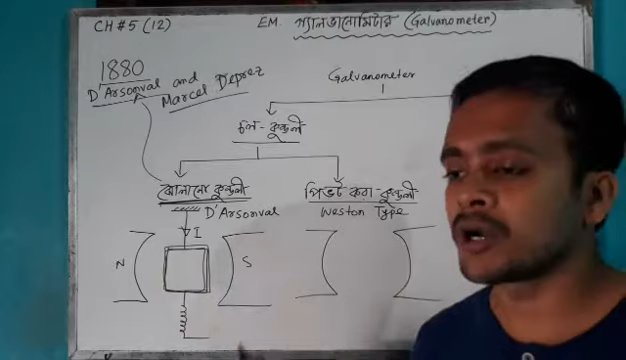 CH#5 (12)
EM. গ্যালভানোমিটার (Galvanometer)
1880
D'Arsonval and
Marcel Deprez
Galvanometer
চল-কুন্ডলী
ঝোলানো কুন্ডলী
D'Arsonval
পিভট করা-কুন্ডলী
Weston Type
I
N
S